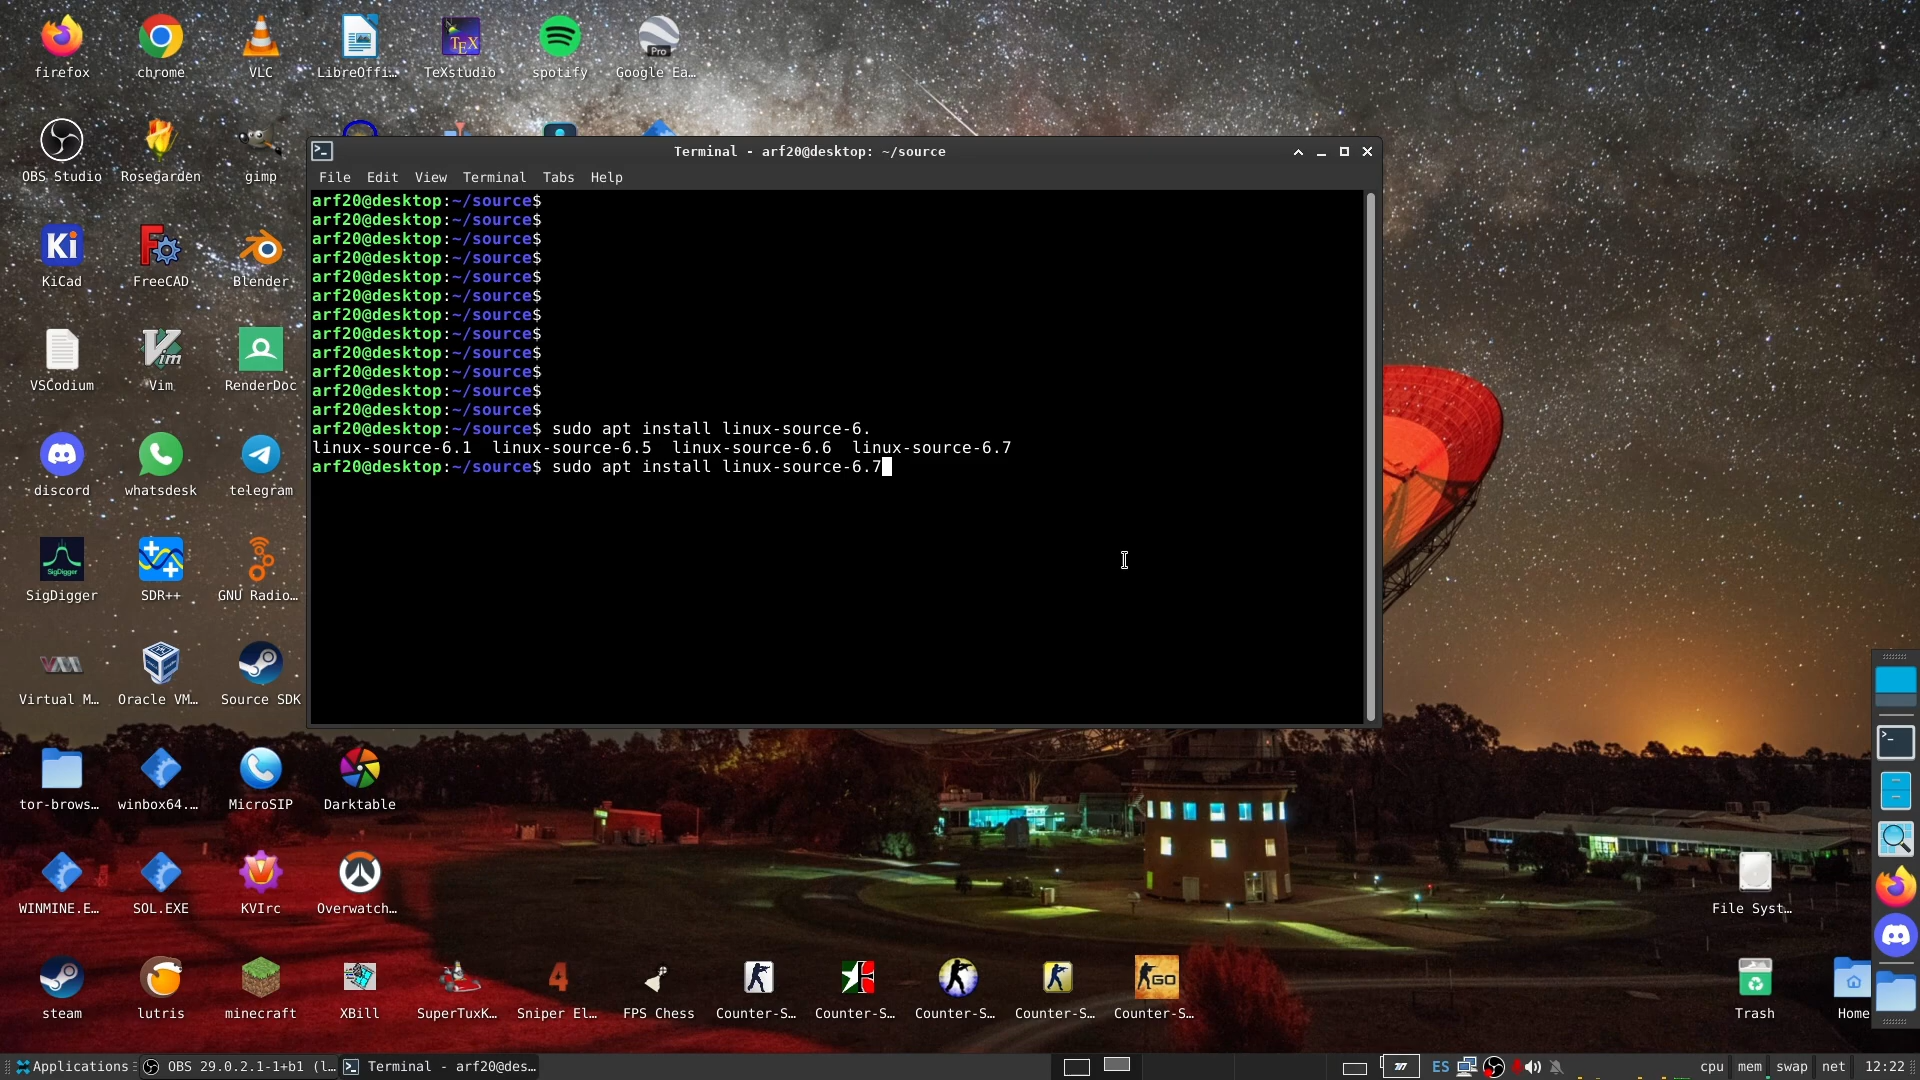 firefox
chrome
VLC
LibreOffi…
TeXstudio
spotify
Pro
Google Ea…
OBS Studio
Rosegarden
gimp
Terminal - arf20@desktop: ~/source
File Edit View Terminal Tabs Help
arf20@desktop:~/source$
arf20@desktop:~/source$
arf20@desktop:~/source$
arf20@desktop:~/source$
arf20@desktop:~/source$
arf20@desktop:~/source$
arf20@desktop:~/source$
arf20@desktop:~/source$
arf20@desktop:~/source$
arf20@desktop:~/source$
arf20@desktop:~/source$
arf20@desktop:~/source$
arf20@desktop:~/source$ sudo apt install linux-source-6.
linux-source-6.1 linux-source-6.5 linux-source-6.6 linux-source-6.7
arf20@desktop:~/source$ sudo apt install linux-source-6.7
Ki
KiCad
FreeCAD
Blender
VSCodium
Vim
RenderDoc
discord
whatsdesk
telegram
SigDigger
SigDigger
SDR++
GNU Radio…
Virtual M…
Oracle VM…
Source SDK
tor-brows…
winbox64.…
MicroSIP
Darktable
WINMINE.E…
SOL.EXE
KVIrc
Overwatch…
File Syst…
steam
lutris
minecraft
XBill
SuperTuxK…
4
Sniper El…
FPS Chess
Counter-S…
Counter-S…
Counter-S…
Counter-S…
GO
Counter-S…
Trash
Home
Applications
OBS 29.0.2.1-1+b1 (l…
Terminal - arf20@des…
ES
cpu mem swap net 12:22